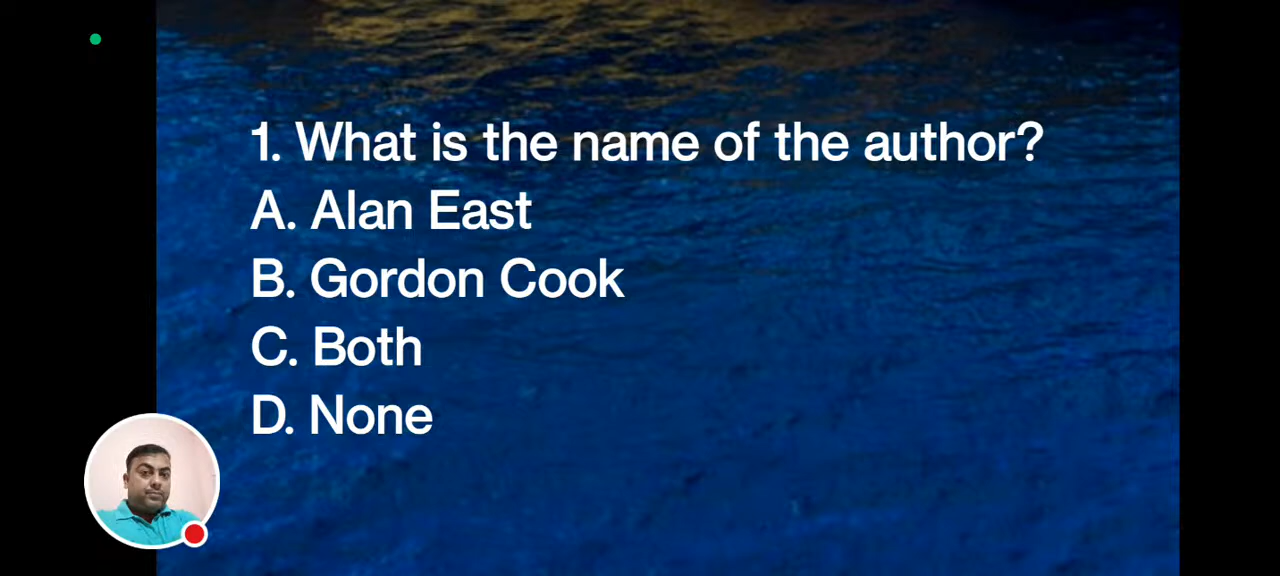 1. What is the name of the author?
A. Alan East
B. Gordon Cook
C. Both
D. None